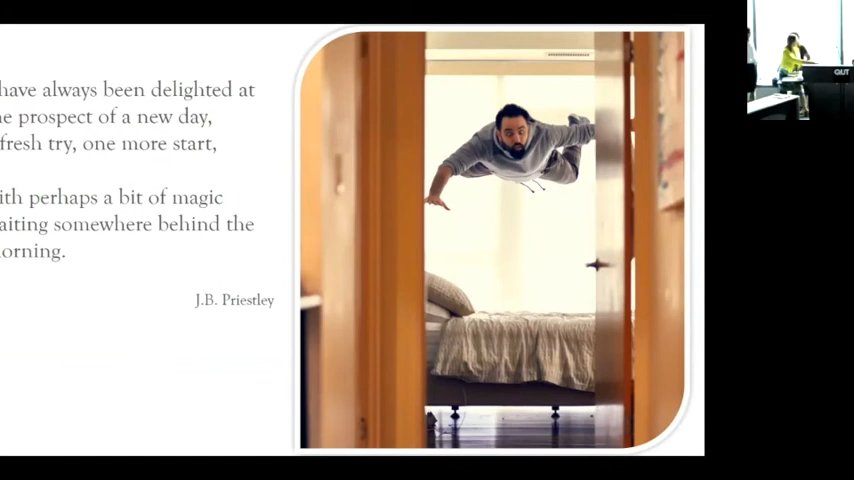 have always been delighted at
he prospect of a new day,
fresh try, one more start,
ith perhaps a bit of magic
aiting somewhere behind the
orning.
J.B. Priestley
QUT